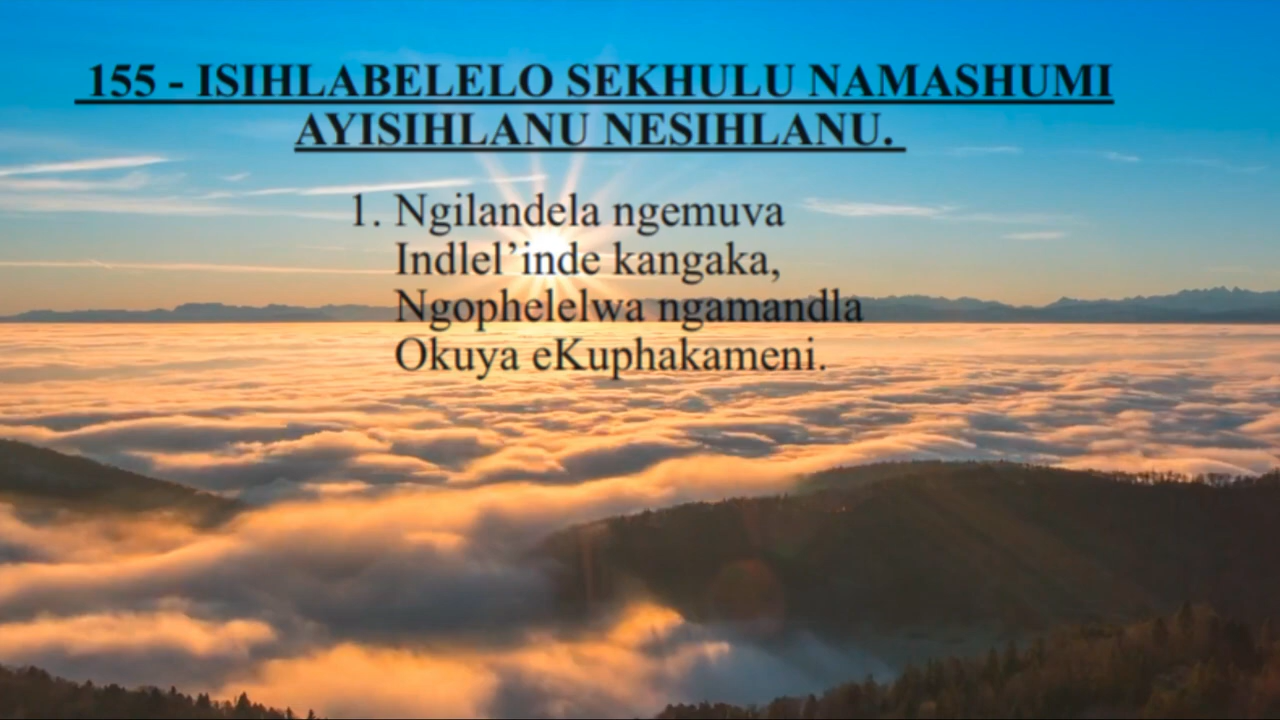 155 - ISIHLABELELO SEKHULU NAMASHUMI
AYISIHLANU NESIHLANU.
1. Ngilandela ngemuva
Indlel’inde kangaka,
Ngophelelwa ngamandla
Okuya eKuphakameni.